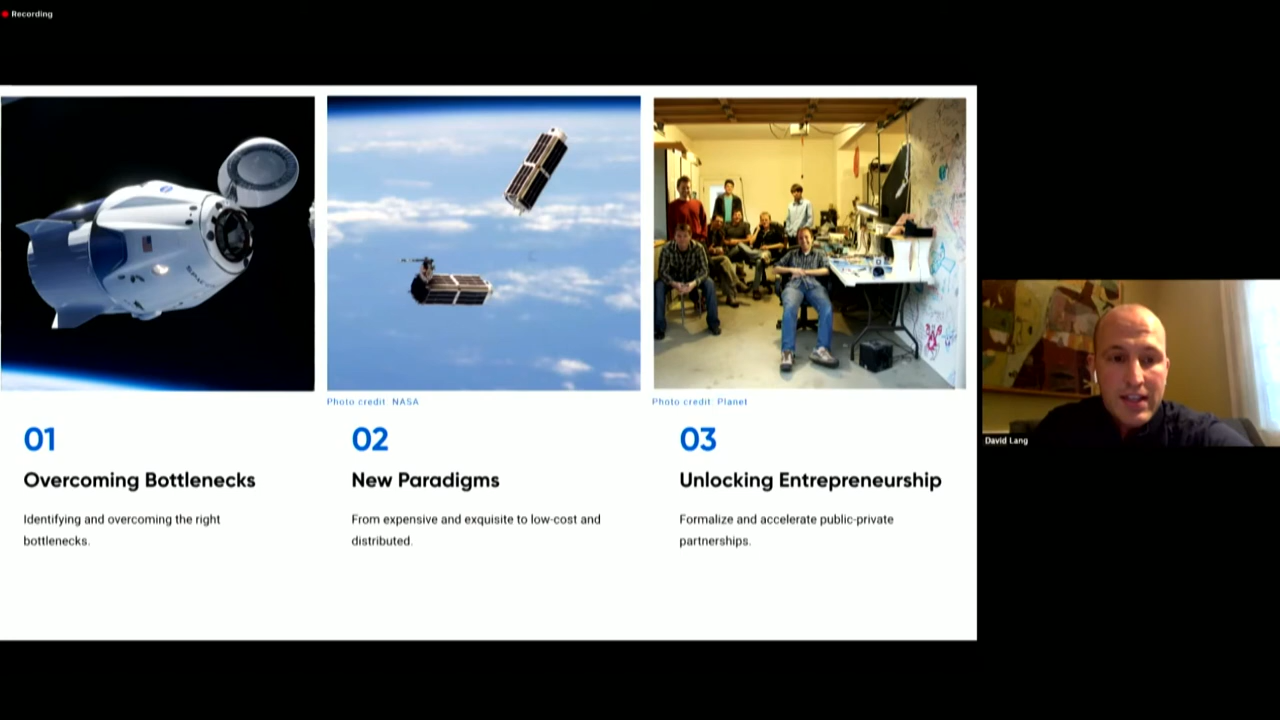 Recording
SPACEX
Photo credit NASA
Photo credit Planet
01
Overcoming Bottlenecks
Identifying and overcoming the right
bottlenecks.
02
New Paradigms
From expensive and exquisite to low-cost and
distributed.
03
Unlocking Entrepreneurship
Formalize and accelerate public-private
partnerships.
David Lang